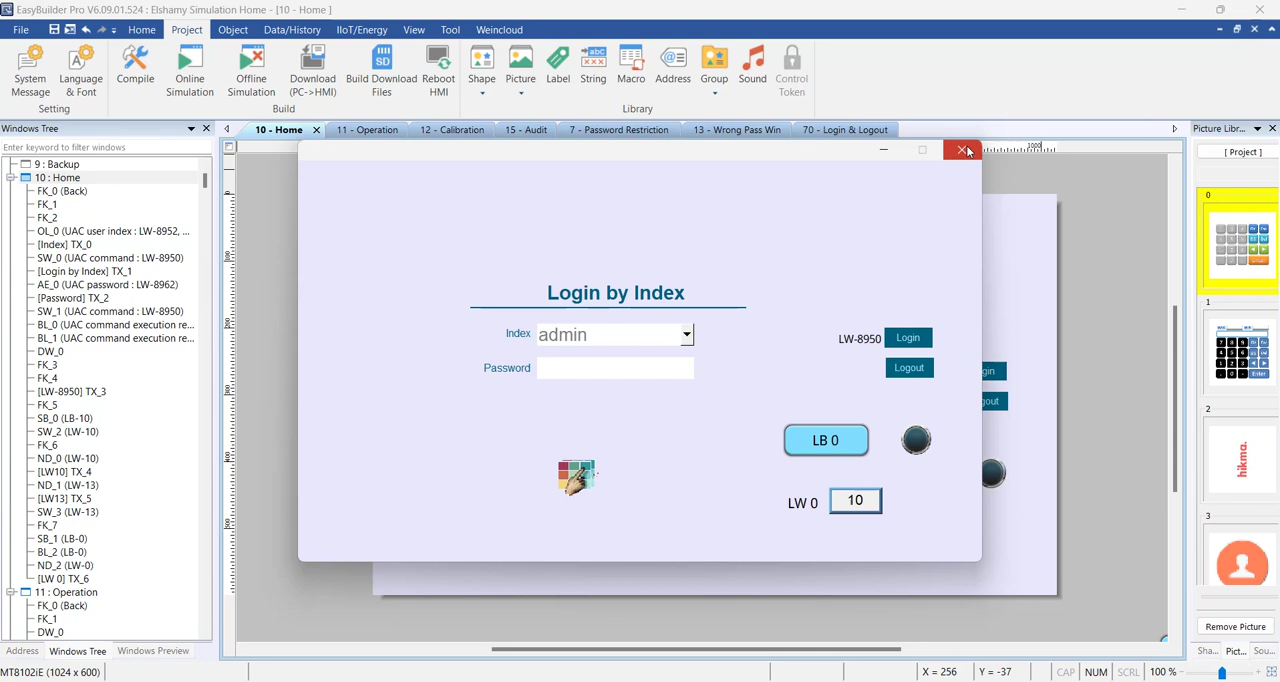 EasyBuilder Pro V6.09.01.524 : Elshamy Simulation Home - [10 - Home ]
File Home Project Object Data/History IIoT/Energy View Tool Weincloud
System Message
Language & Font
Compile
Online Simulation
Offline Simulation
Download (PC->HMI)
Build Download Files
Reboot HMI
Shape
Picture
Label
String
Macro
Address
Group
Sound
Control Token
Setting
Build
Library
Windows Tree
10 - Home
11 - Operation
12 - Calibration
15 - Audit
7 - Password Restriction
13 - Wrong Pass Win
70 - Login & Logout
Picture Libr...
Enter keyword to filter windows
[ Project ]
9 : Backup
10 : Home
FK_0 (Back)
FK_1
FK_2
OL_0 (UAC user index : LW-8952, ...
[Index] TX_0
SW_0 (UAC command : LW-8950)
[Login by Index] TX_1
AE_0 (UAC password : LW-8962)
[Password] TX_2
SW_1 (UAC command : LW-8950)
BL_0 (UAC command execution re...
BL_1 (UAC command execution re...
DW_0
FK_3
FK_4
[LW-8950] TX_3
FK_5
SB_0 (LB-10)
SW_2 (LW-10)
FK_6
ND_0 (LW-10)
[LW10] TX_4
ND_1 (LW-13)
[LW13] TX_5
SW_3 (LW-13)
FK_7
SB_1 (LB-0)
BL_2 (LB-0)
ND_2 (LW-0)
[LW 0] TX_6
11 : Operation
FK_0 (Back)
FK_1
DW_0
1000
Login by Index
Index admin
Password
LW-8950 Login
Logout
LB 0
LW 0 10
gin
gout
0
1
2
hikma.
3
Remove Picture
Address Windows Tree Windows Preview
Sha... Pict... Sou...
MT8102iE (1024 x 600)
X = 256 Y = -37 CAP NUM SCRL 100 %